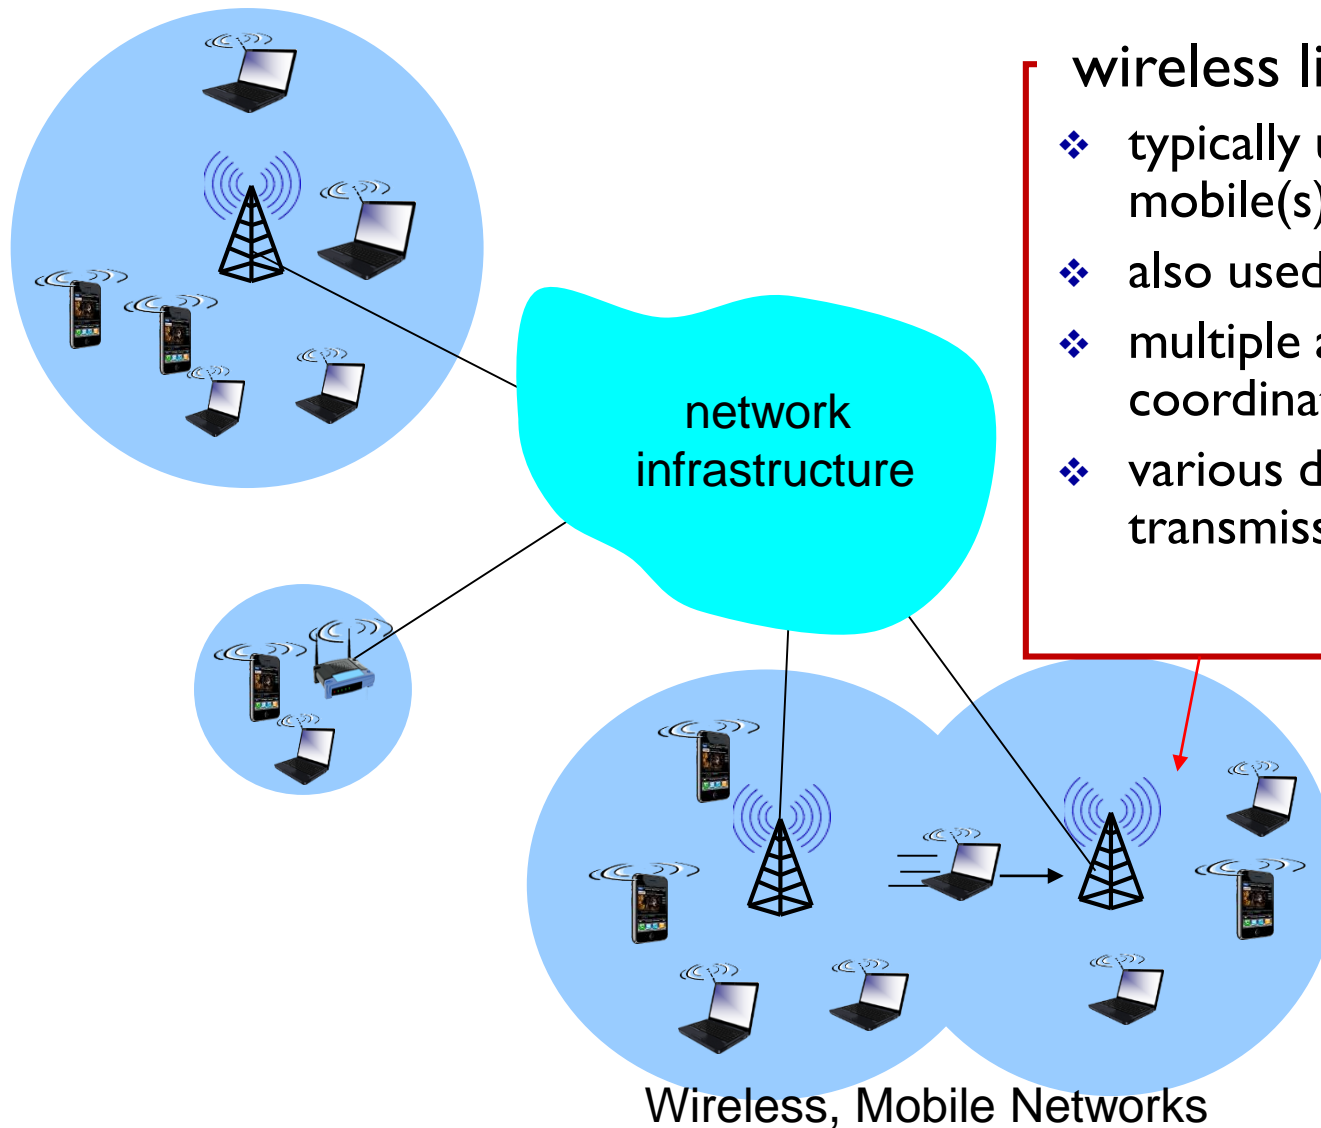 wireless li
typically u
mobile(s)
also used
multiple a
coordina
various d
transmiss
network
infrastructure
Wireless, Mobile Networks